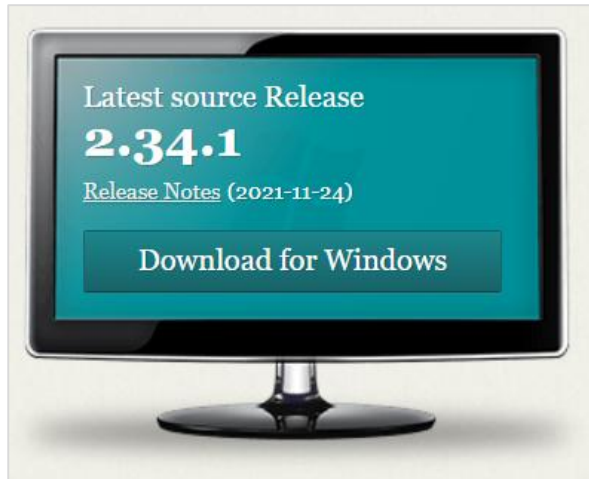 Latest source Release
2.34.1
Release Notes (2021-11-24)
Download for Windows